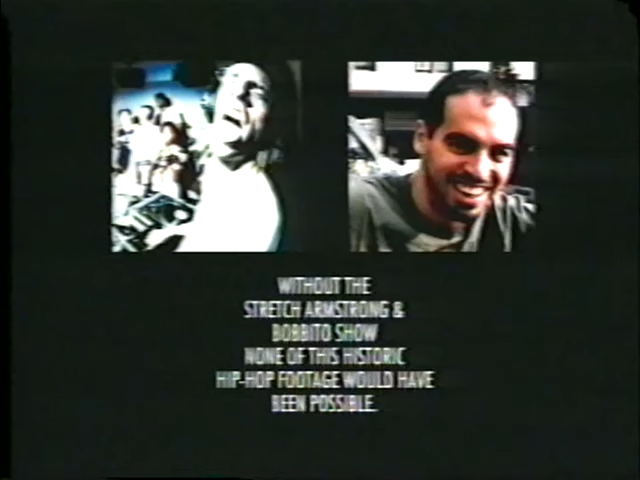 WITHOUT THE
STRETCH ARMSTRONG &
BOBBITO SHOW
NONE OF THIS HISTORIC
HIP-HOP FOOTAGE WOULD HAVE
BEEN POSSIBLE.